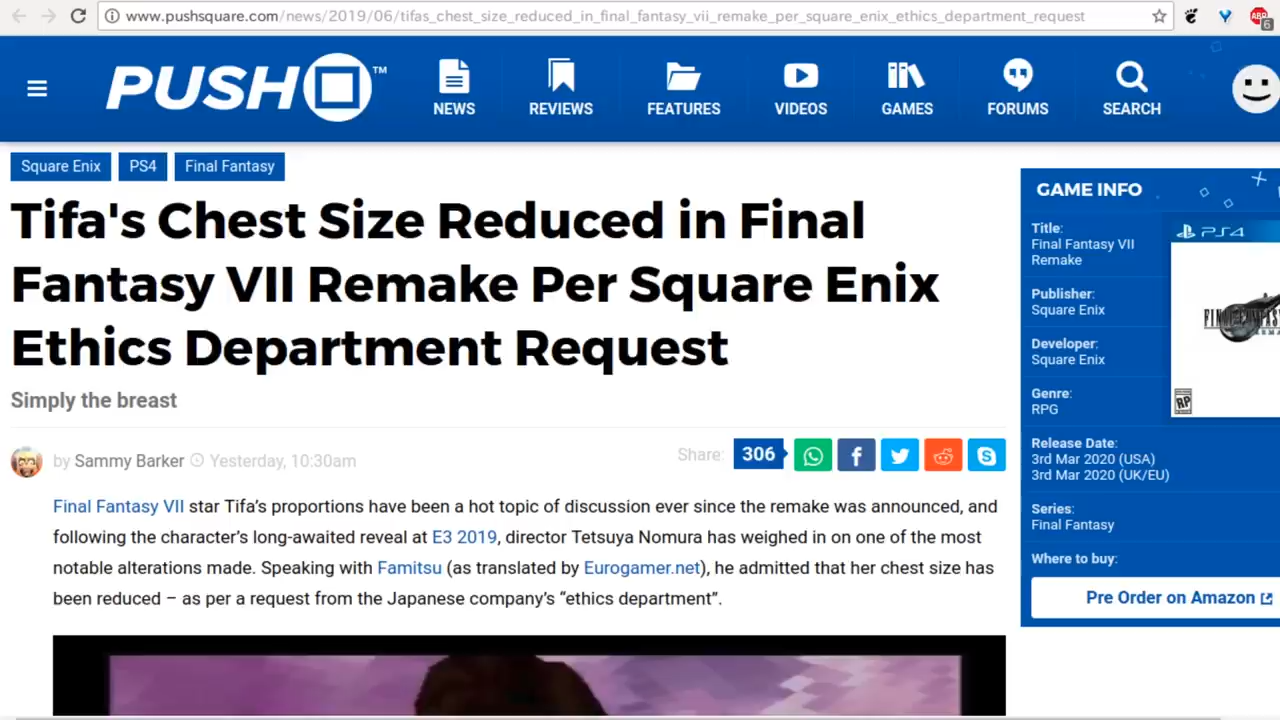 www.pushsquare.com/news/2019/06/tifas_chest_size_reduced_in_final_fantasy_vii_remake_per_square_enix_ethics_department_request
ABP
6
PUSH TM
NEWS
REVIEWS
FEATURES
VIDEOS
GAMES
FORUMS
SEARCH
Square Enix
PS4
Final Fantasy
Tifa's Chest Size Reduced in Final
Fantasy VII Remake Per Square Enix
Ethics Department Request
Simply the breast
by Sammy Barker Yesterday, 10:30am
Share: 306
Final Fantasy VII star Tifa’s proportions have been a hot topic of discussion ever since the remake was announced, and
following the character’s long-awaited reveal at E3 2019, director Tetsuya Nomura has weighed in on one of the most
notable alterations made. Speaking with Famitsu (as translated by Eurogamer.net), he admitted that her chest size has
been reduced – as per a request from the Japanese company’s “ethics department”.
GAME INFO
Title:
Final Fantasy VII
Remake
Publisher:
Square Enix
Developer:
Square Enix
Genre:
RPG
Release Date:
3rd Mar 2020 (USA)
3rd Mar 2020 (UK/EU)
Series:
Final Fantasy
Where to buy:
Pre Order on Amazon
PS4
RP